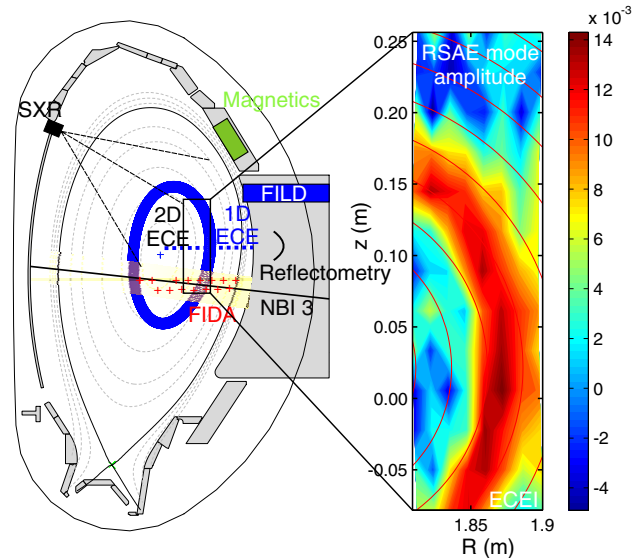 SXR
Magnetics
FILD
2D
ECE
1D
ECE
Reflectometry
NBI 3
FIDA
RSAE mode
amplitude
ECEI
z (m)
0.25
0.20
0.15
0.10
0.05
0.00
-0.05
1.85
1.9
R (m)
x 10⁻³
14
12
10
8
6
4
2
0
-2
-4